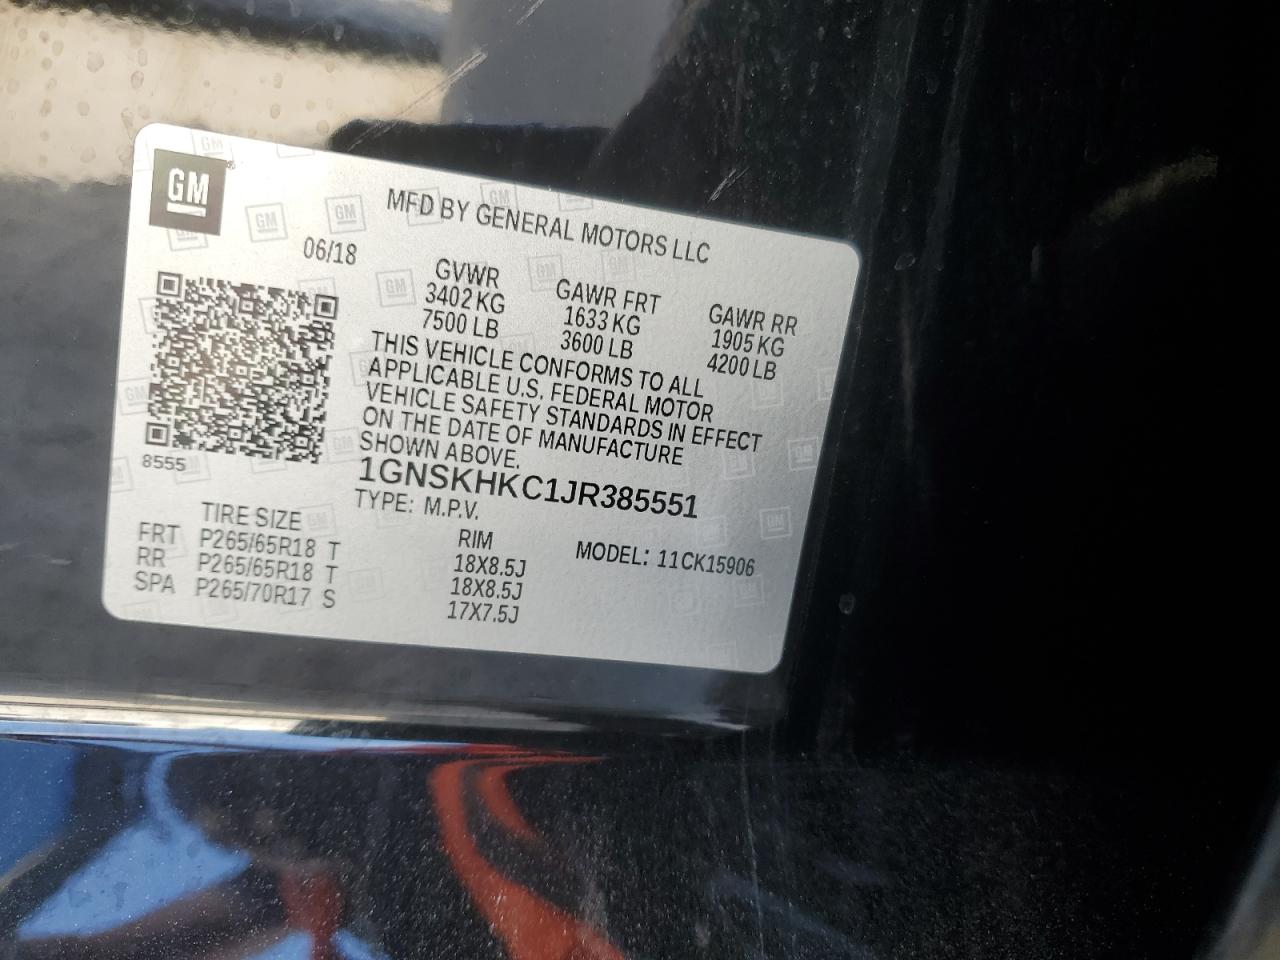 GM
MFD BY GENERAL MOTORS LLC
06/18
GVWR GAWR FRT GAWR RR
3402 KG 1633 KG 1905 KG
7500 LB 3600 LB 4200 LB
THIS VEHICLE CONFORMS TO ALL
APPLICABLE U.S. FEDERAL MOTOR
VEHICLE SAFETY STANDARDS IN EFFECT
ON THE DATE OF MANUFACTURE
SHOWN ABOVE.
8555
1GNSKHKC1JR385551
TYPE: M.P.V.
TIRE SIZE RIM MODEL: 11CK15906
FRT P265/65R18 T 18X8.5J
RR P265/65R18 T 18X8.5J
SPA P265/70R17 S 17X7.5J